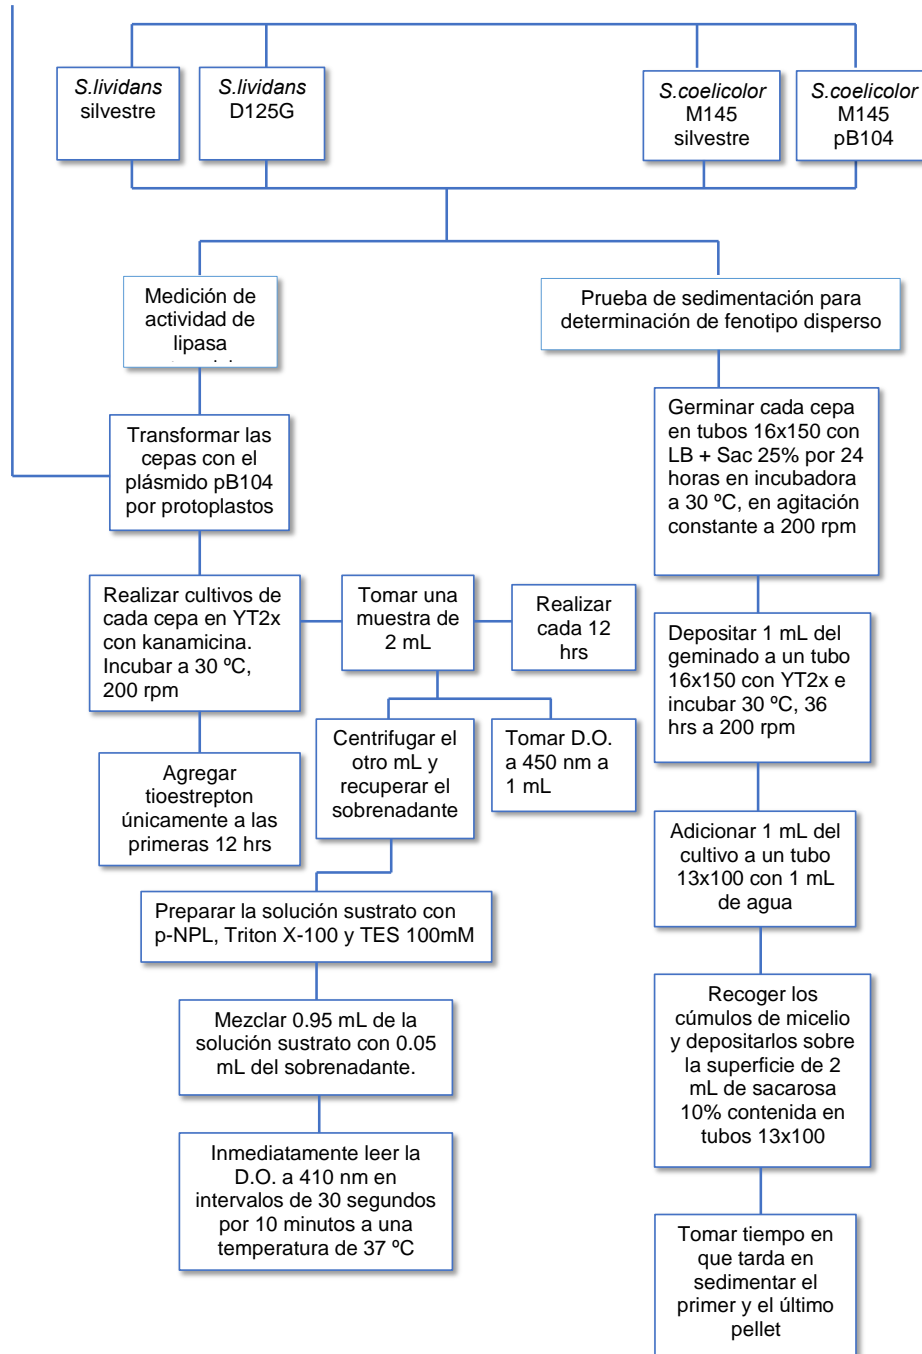 S.lividans
silvestre
S.lividans
D125G
S.coelicolor
M145
silvestre
S.coelicolor
M145
pB104
Medición de
actividad de
lipasa
Prueba de sedimentación para
determinación de fenotipo disperso
Transformar las
cepas con el
plásmido pB104
por protoplastos
Germinar cada cepa
en tubos 16x150 con
LB + Sac 25% por 24
horas en incubadora
a 30 ºC, en agitación
constante a 200 rpm
Realizar cultivos de
cada cepa en YT2x
con kanamicina.
Incubar a 30 ºC,
200 rpm
Tomar una
muestra de
2 mL
Realizar
cada 12
hrs
Depositar 1 mL del
geminado a un tubo
16x150 con YT2x e
incubar 30 ºC, 36
hrs a 200 rpm
Agregar
tioestrepton
únicamente a las
primeras 12 hrs
Centrifugar el
otro mL y
recuperar el
sobrenadante
Tomar D.O.
a 450 nm a
1 mL
Adicionar 1 mL del
cultivo a un tubo
13x100 con 1 mL
de agua
Preparar la solución sustrato con
p-NPL, Triton X-100 y TES 100mM
Mezclar 0.95 mL de la
solución sustrato con 0.05
mL del sobrenadante.
Recoger los
cúmulos de micelio
y depositarlos sobre
la superficie de 2
mL de sacarosa
10% contenida en
tubos 13x100
Inmediatamente leer la
D.O. a 410 nm en
intervalos de 30 segundos
por 10 minutos a una
temperatura de 37 ºC
Tomar tiempo en
que tarda en
sedimentar el
primer y el último
pellet